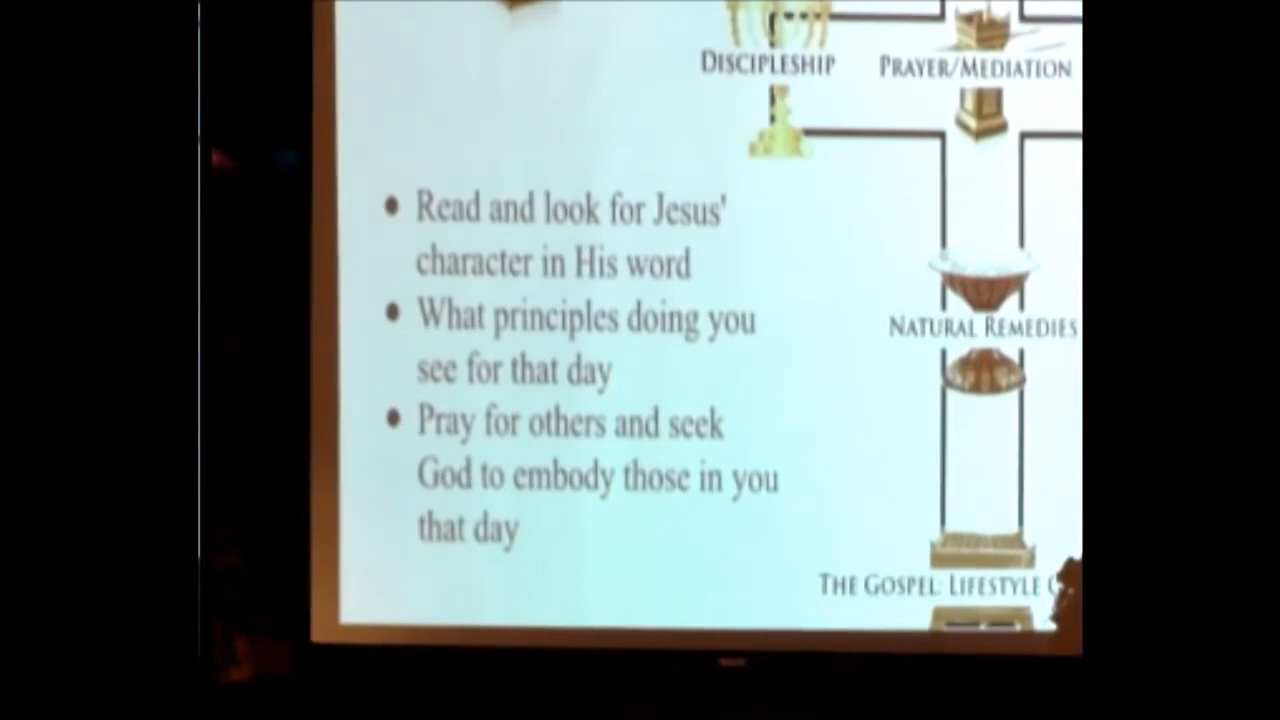 DISCIPLESHIP
PRAYER/MEDIATION
• Read and look for Jesus'
character in His word
• What principles doing you
see for that day
• Pray for others and seek
God to embody those in you
that day
NATURAL REMEDIES
THE GOSPEL: LIFESTYLE